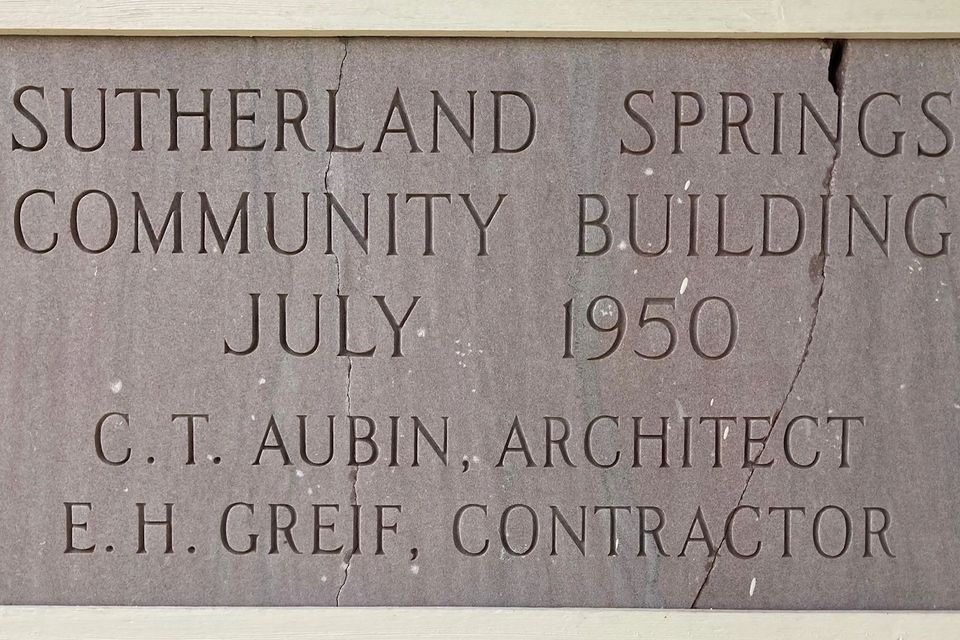 SUTHERLAND SPRINGS
COMMUNITY BUILDING
JULY 1950
C. T. AUBIN, ARCHITECT
E. H. GREIF, CONTRACTOR